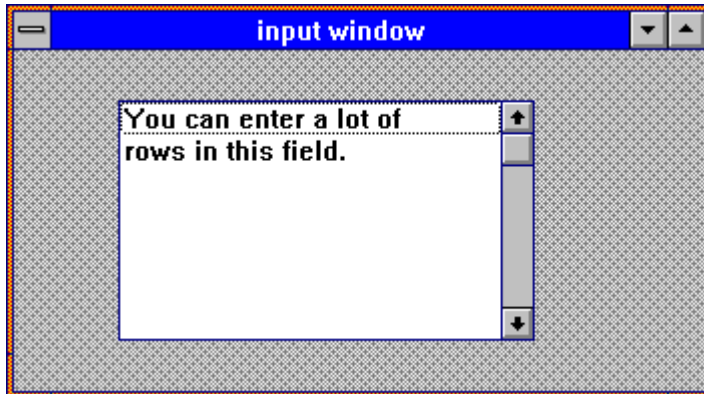 input window
You can enter a lot of
rows in this field.